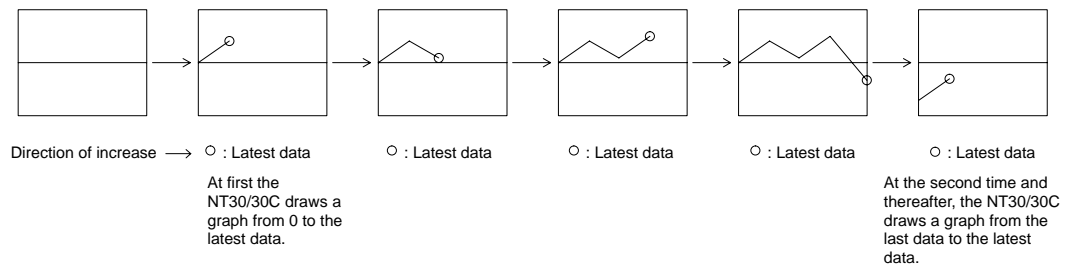 Direction of increase
: Latest data
: Latest data
: Latest data
: Latest data
: Latest data
At first the
NT30/30C draws a
graph from 0 to the
latest data.
At the second time and
thereafter, the NT30/30C
draws a graph from the
last data to the latest
data.